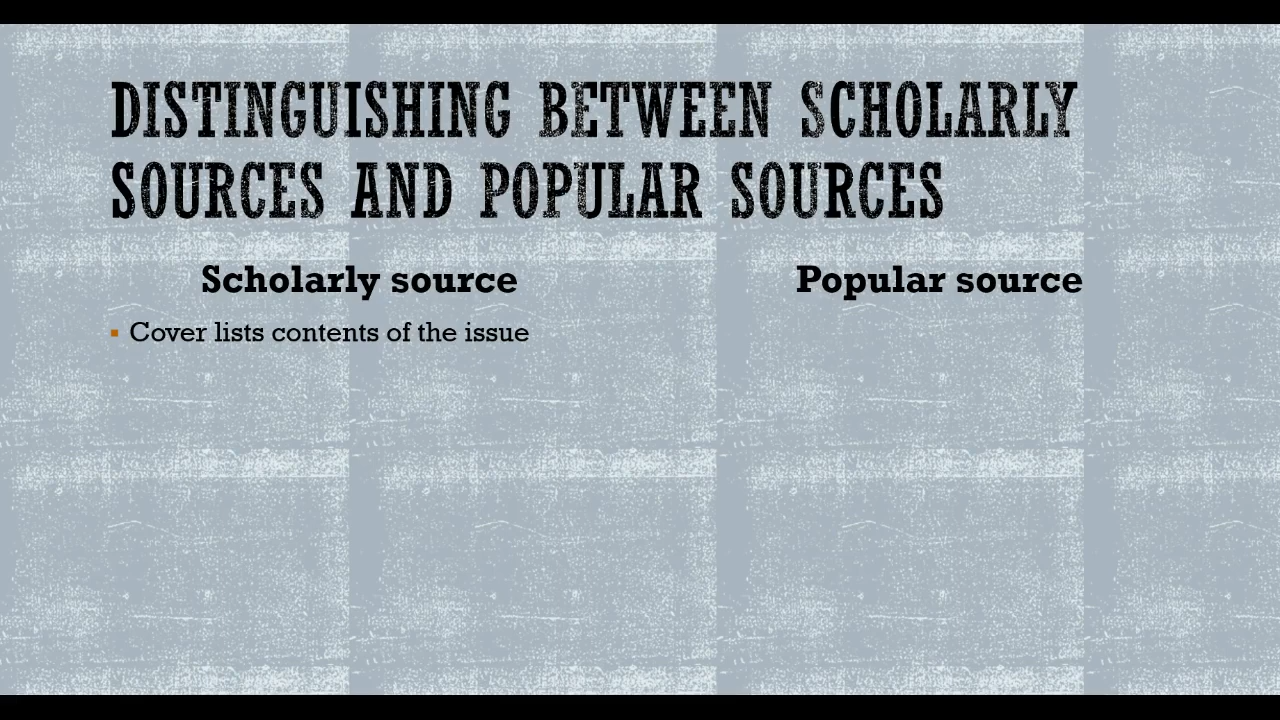 DISTINGUISHING BETWEEN SCHOLARLY
SOURCES AND POPULAR SOURCES
Scholarly source
Popular source
▪ Cover lists contents of the issue